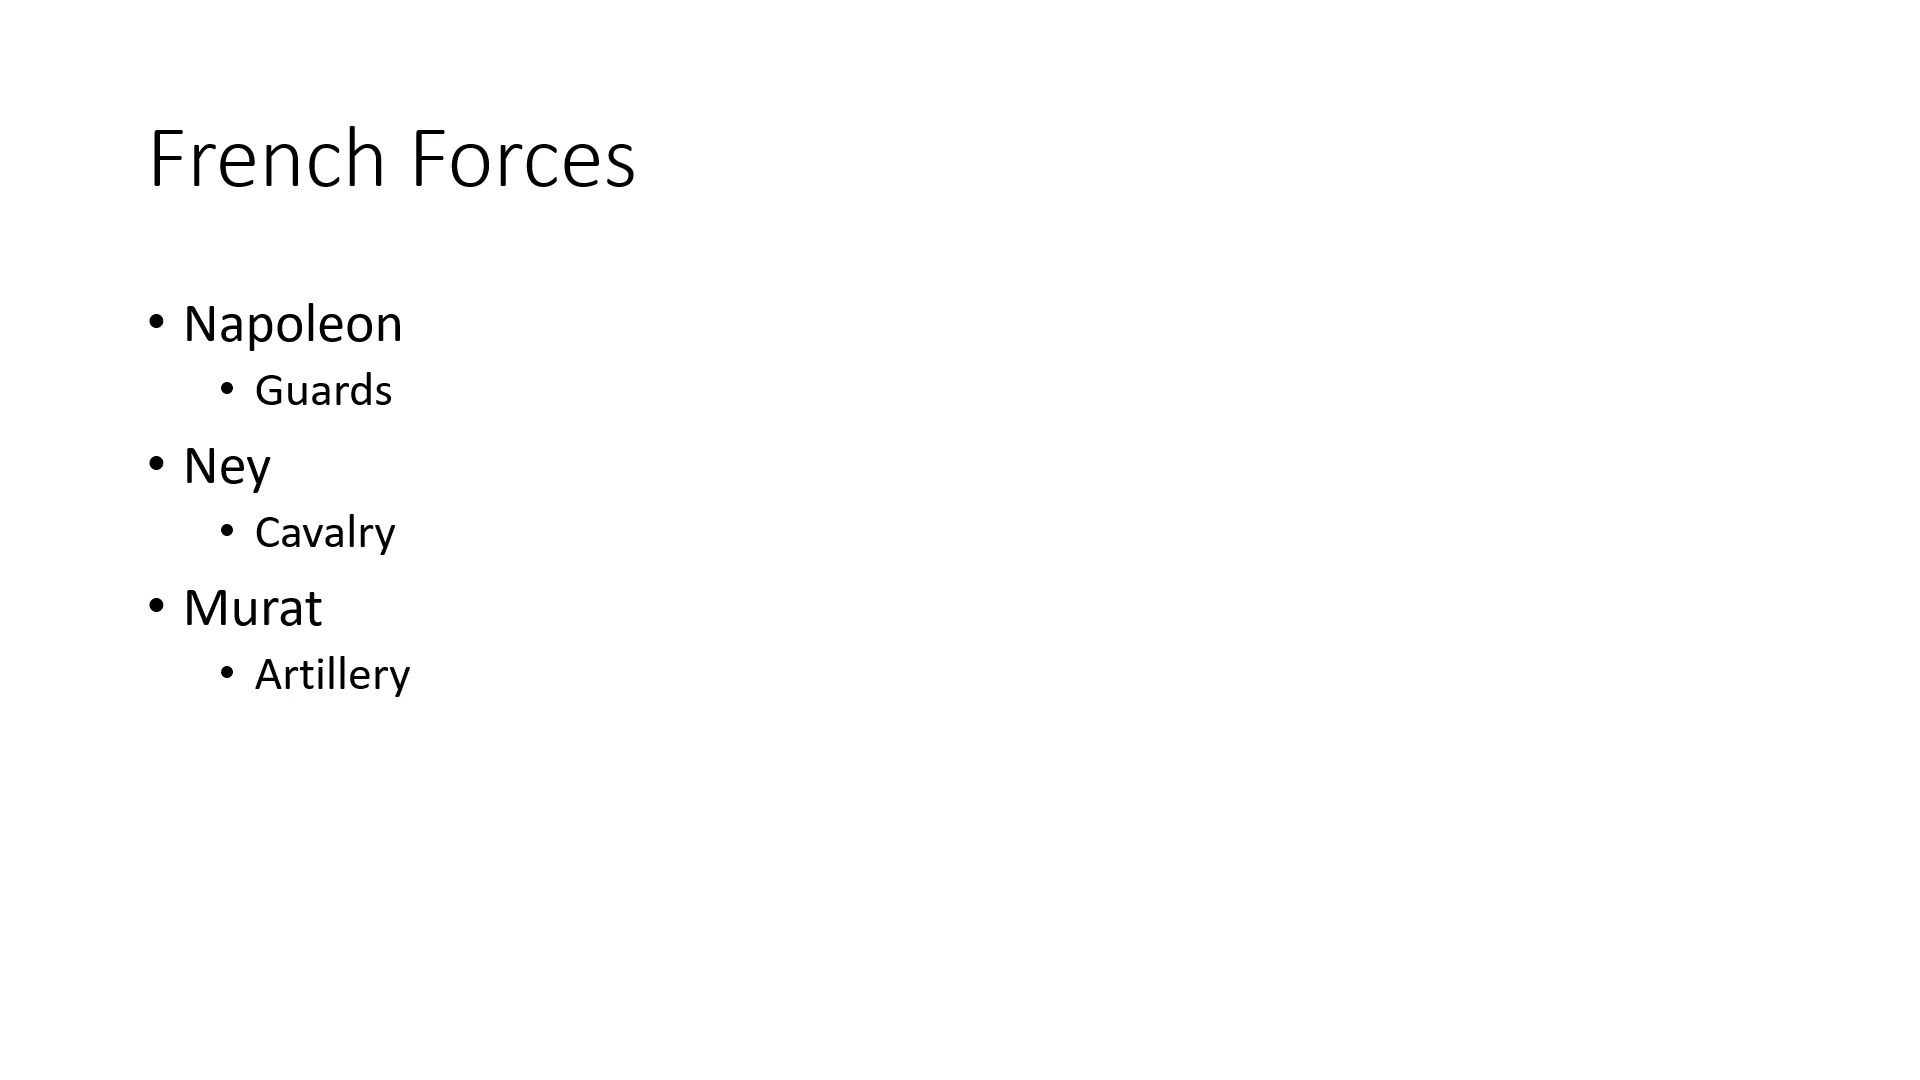 French Forces
• Napoleon
• Guards
• Ney
• Cavalry
• Murat
• Artillery